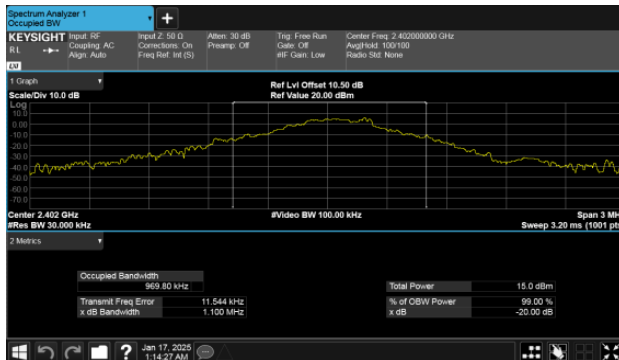 Spectrum Analyzer 1
Occupied BW
+
KEYSIGHT
RL
Input: RF
Coupling: AC
Align: Auto
Input Z: 50 Ω
Corrections: On
Freq Ref: Int (S)
Atten: 30 dB
Preamp: Off
Trig: Free Run
Gate: Off
#IF Gain: Low
Center Freq: 2.402000000 GHz
Avg|Hold: 100/100
Radio Std: None
1 Graph
Scale/Div 10.0 dB
Ref Lvl Offset 10.50 dB
Ref Value 20.00 dBm
Log
10.0
0.00
-10.0
-20.0
-30.0
-40.0
-50.0
-60.0
-70.0
Center 2.402 GHz
#Video BW 100.00 kHz
Span 3 MH
#Res BW 30.000 kHz
Sweep 3.20 ms (1001 pts
2 Metrics
Occupied Bandwidth
969.80 kHz
Total Power 15.0 dBm
Transmit Freq Error 11.544 kHz
% of OBW Power 99.00 %
x dB Bandwidth 1.100 MHz
x dB -20.00 dB
?
Jan 17, 2025
1:14:27 AM